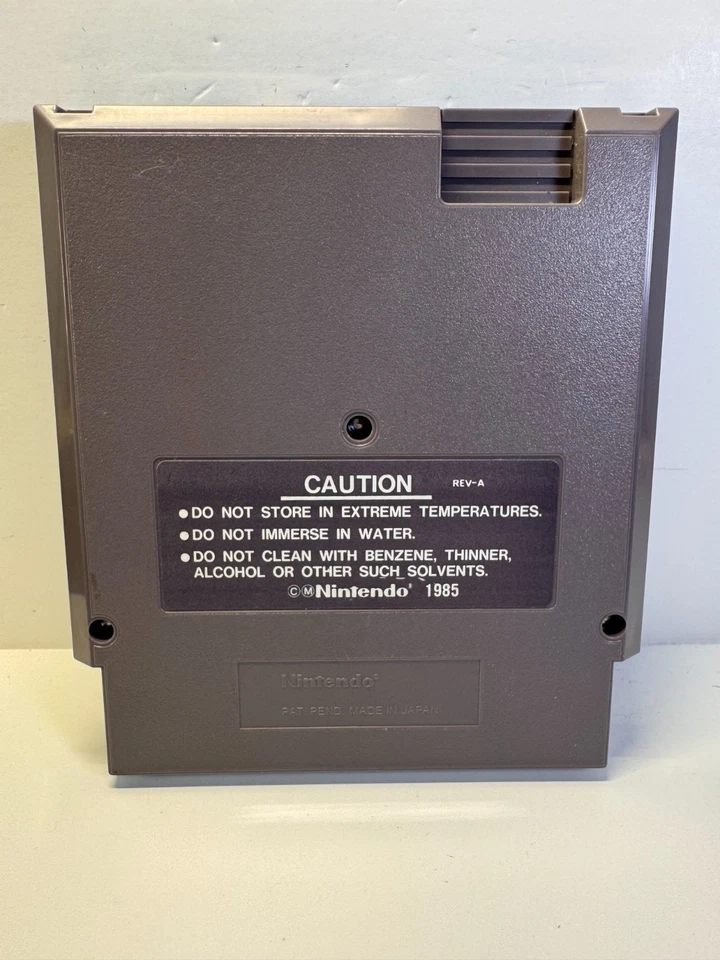 CAUTION REV-A
●DO NOT STORE IN EXTREME TEMPERATURES.
●DO NOT IMMERSE IN WATER.
●DO NOT CLEAN WITH BENZENE, THINNER,
ALCOHOL OR OTHER SUCH SOLVENTS.
ⒸⓂNintendo® 1985
Nintendo®
PAT. PEND. MADE IN JAPAN